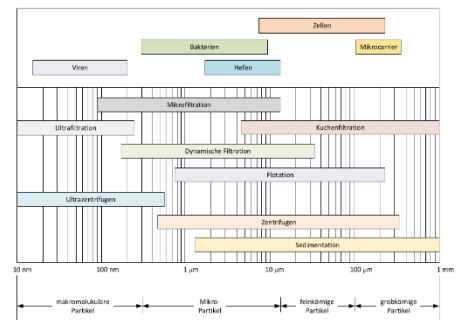 Zellen
Bakterien
Mikrocarrier
Viren
Hefen
Mikrofiltration
Ultrafiltration
Kuchenfiltration
Dynamische Filtration
Flotation
Ultrazentrifugen
Zentrifugen
Sedimentation
10 nm 100 nm 1 µm 10 µm 100 µm 1 mm
makromolukulare Mikro- feinkörnige grobkörnige
Partikel Partikel Partikel Partikel